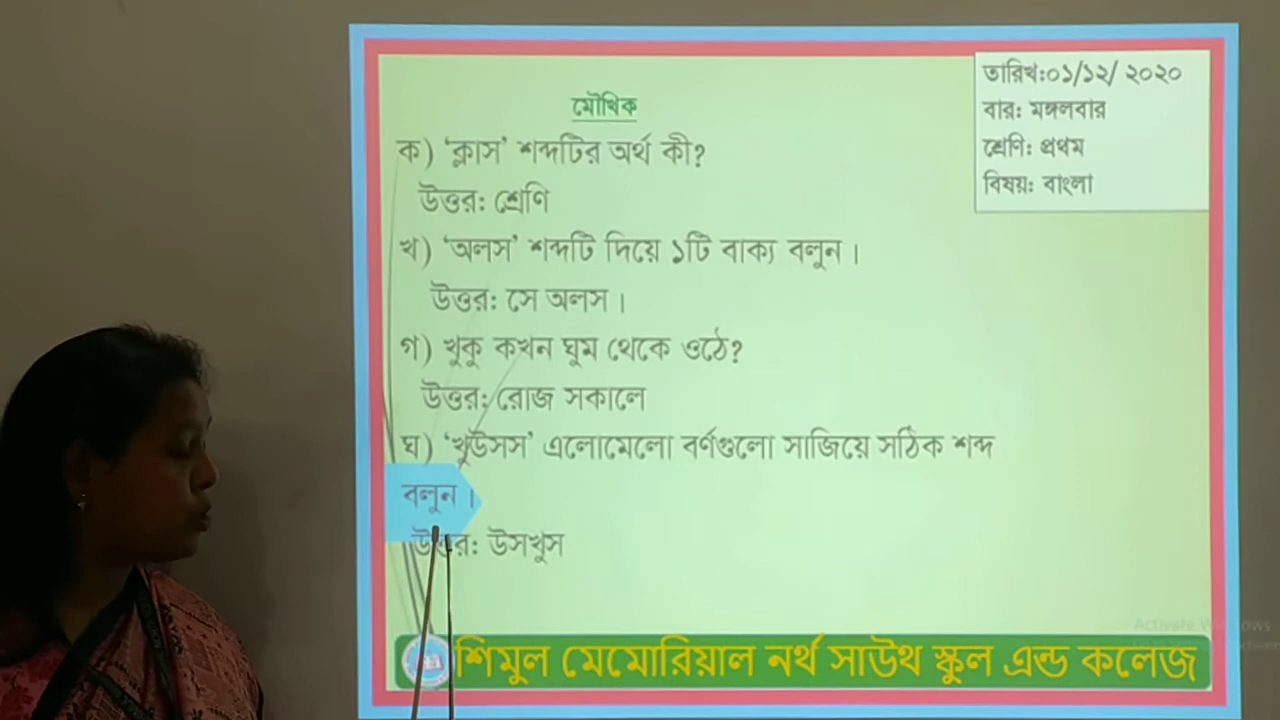 তারিখ:০১/১২/ ২০২০
বার: মঙ্গলবার
শ্রেণি: প্রথম
বিষয়: বাংলা
মৌখিক
ক) ‘ক্লাস’ শব্দটির অর্থ কী?
উত্তর: শ্রেণি
খ) ‘অলস’ শব্দটি দিয়ে ১টি বাক্য বলুন।
উত্তর: সে অলস।
গ) খুকু কখন ঘুম থেকে ওঠে?
উত্তর: রোজ সকালে
ঘ) ‘খুউসস’ এলোমেলো বর্ণগুলো সাজিয়ে সঠিক শব্দ
বলুন।
উত্তর: উসখুস
শিমুল মেমোরিয়াল নর্থ সাউথ স্কুল এন্ড কলেজ
Activate Windows